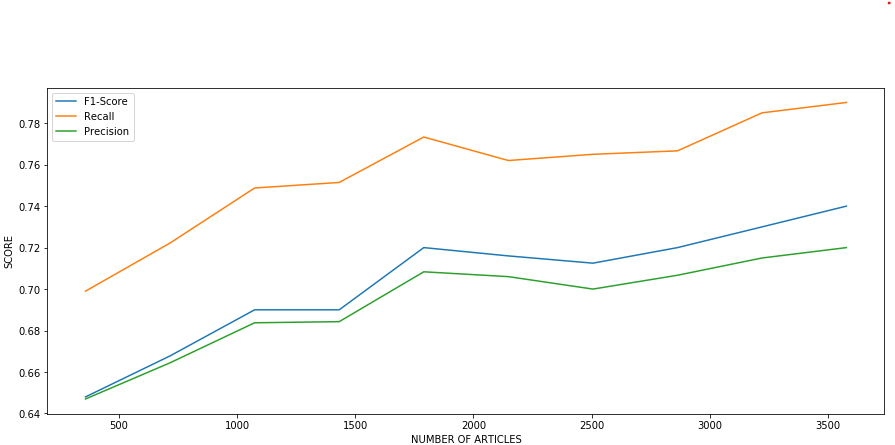 F1-Score
Recall
Precision
0.78
0.76
0.74
0.72
0.70
0.68
0.66
0.64
SCORE
500 1000 1500 2000 2500 3000 3500
NUMBER OF ARTICLES